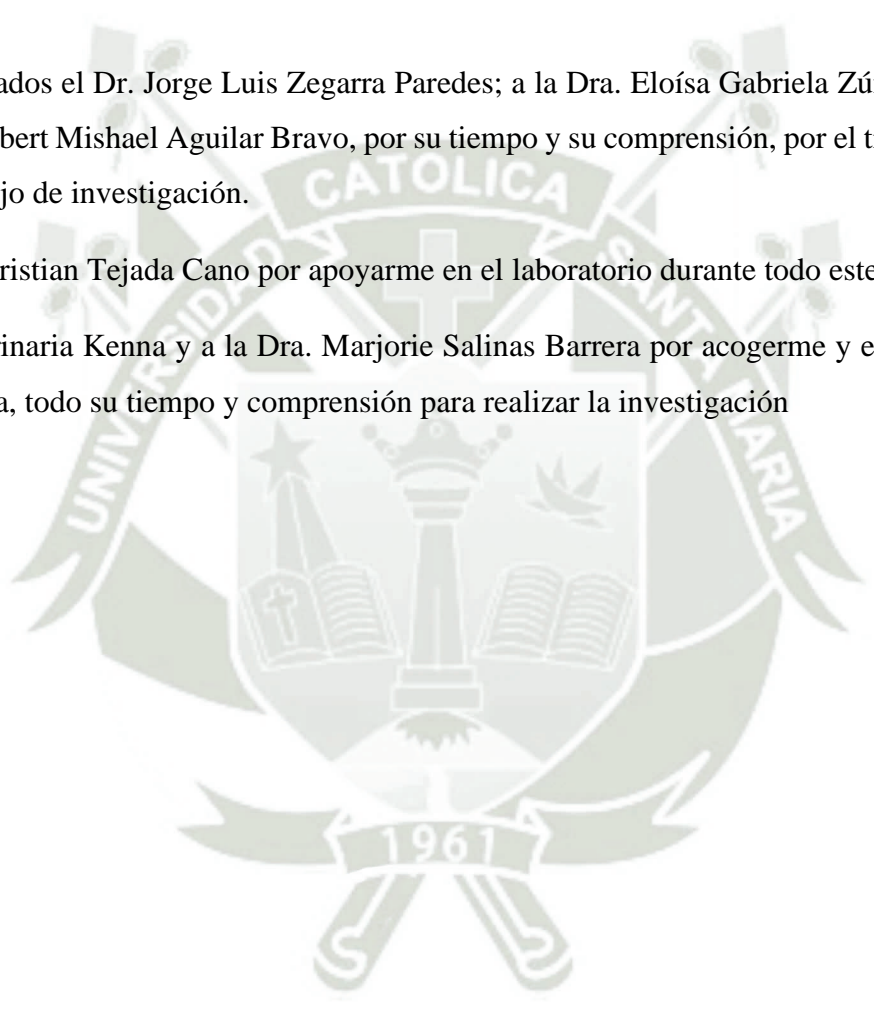 ados el Dr. Jorge Luis Zegarra Paredes; a la Dra. Eloísa Gabriela Zú
bert Mishael Aguilar Bravo, por su tiempo y su comprensión, por el t
jo de investigación.
ristian Tejada Cano por apoyarme en el laboratorio durante todo este
rinaria Kenna y a la Dra. Marjorie Salinas Barrera por acogerme y e
a, todo su tiempo y comprensión para realizar la investigación
UNIVERSIDAD CATOLICA SANTA MARIA
1961